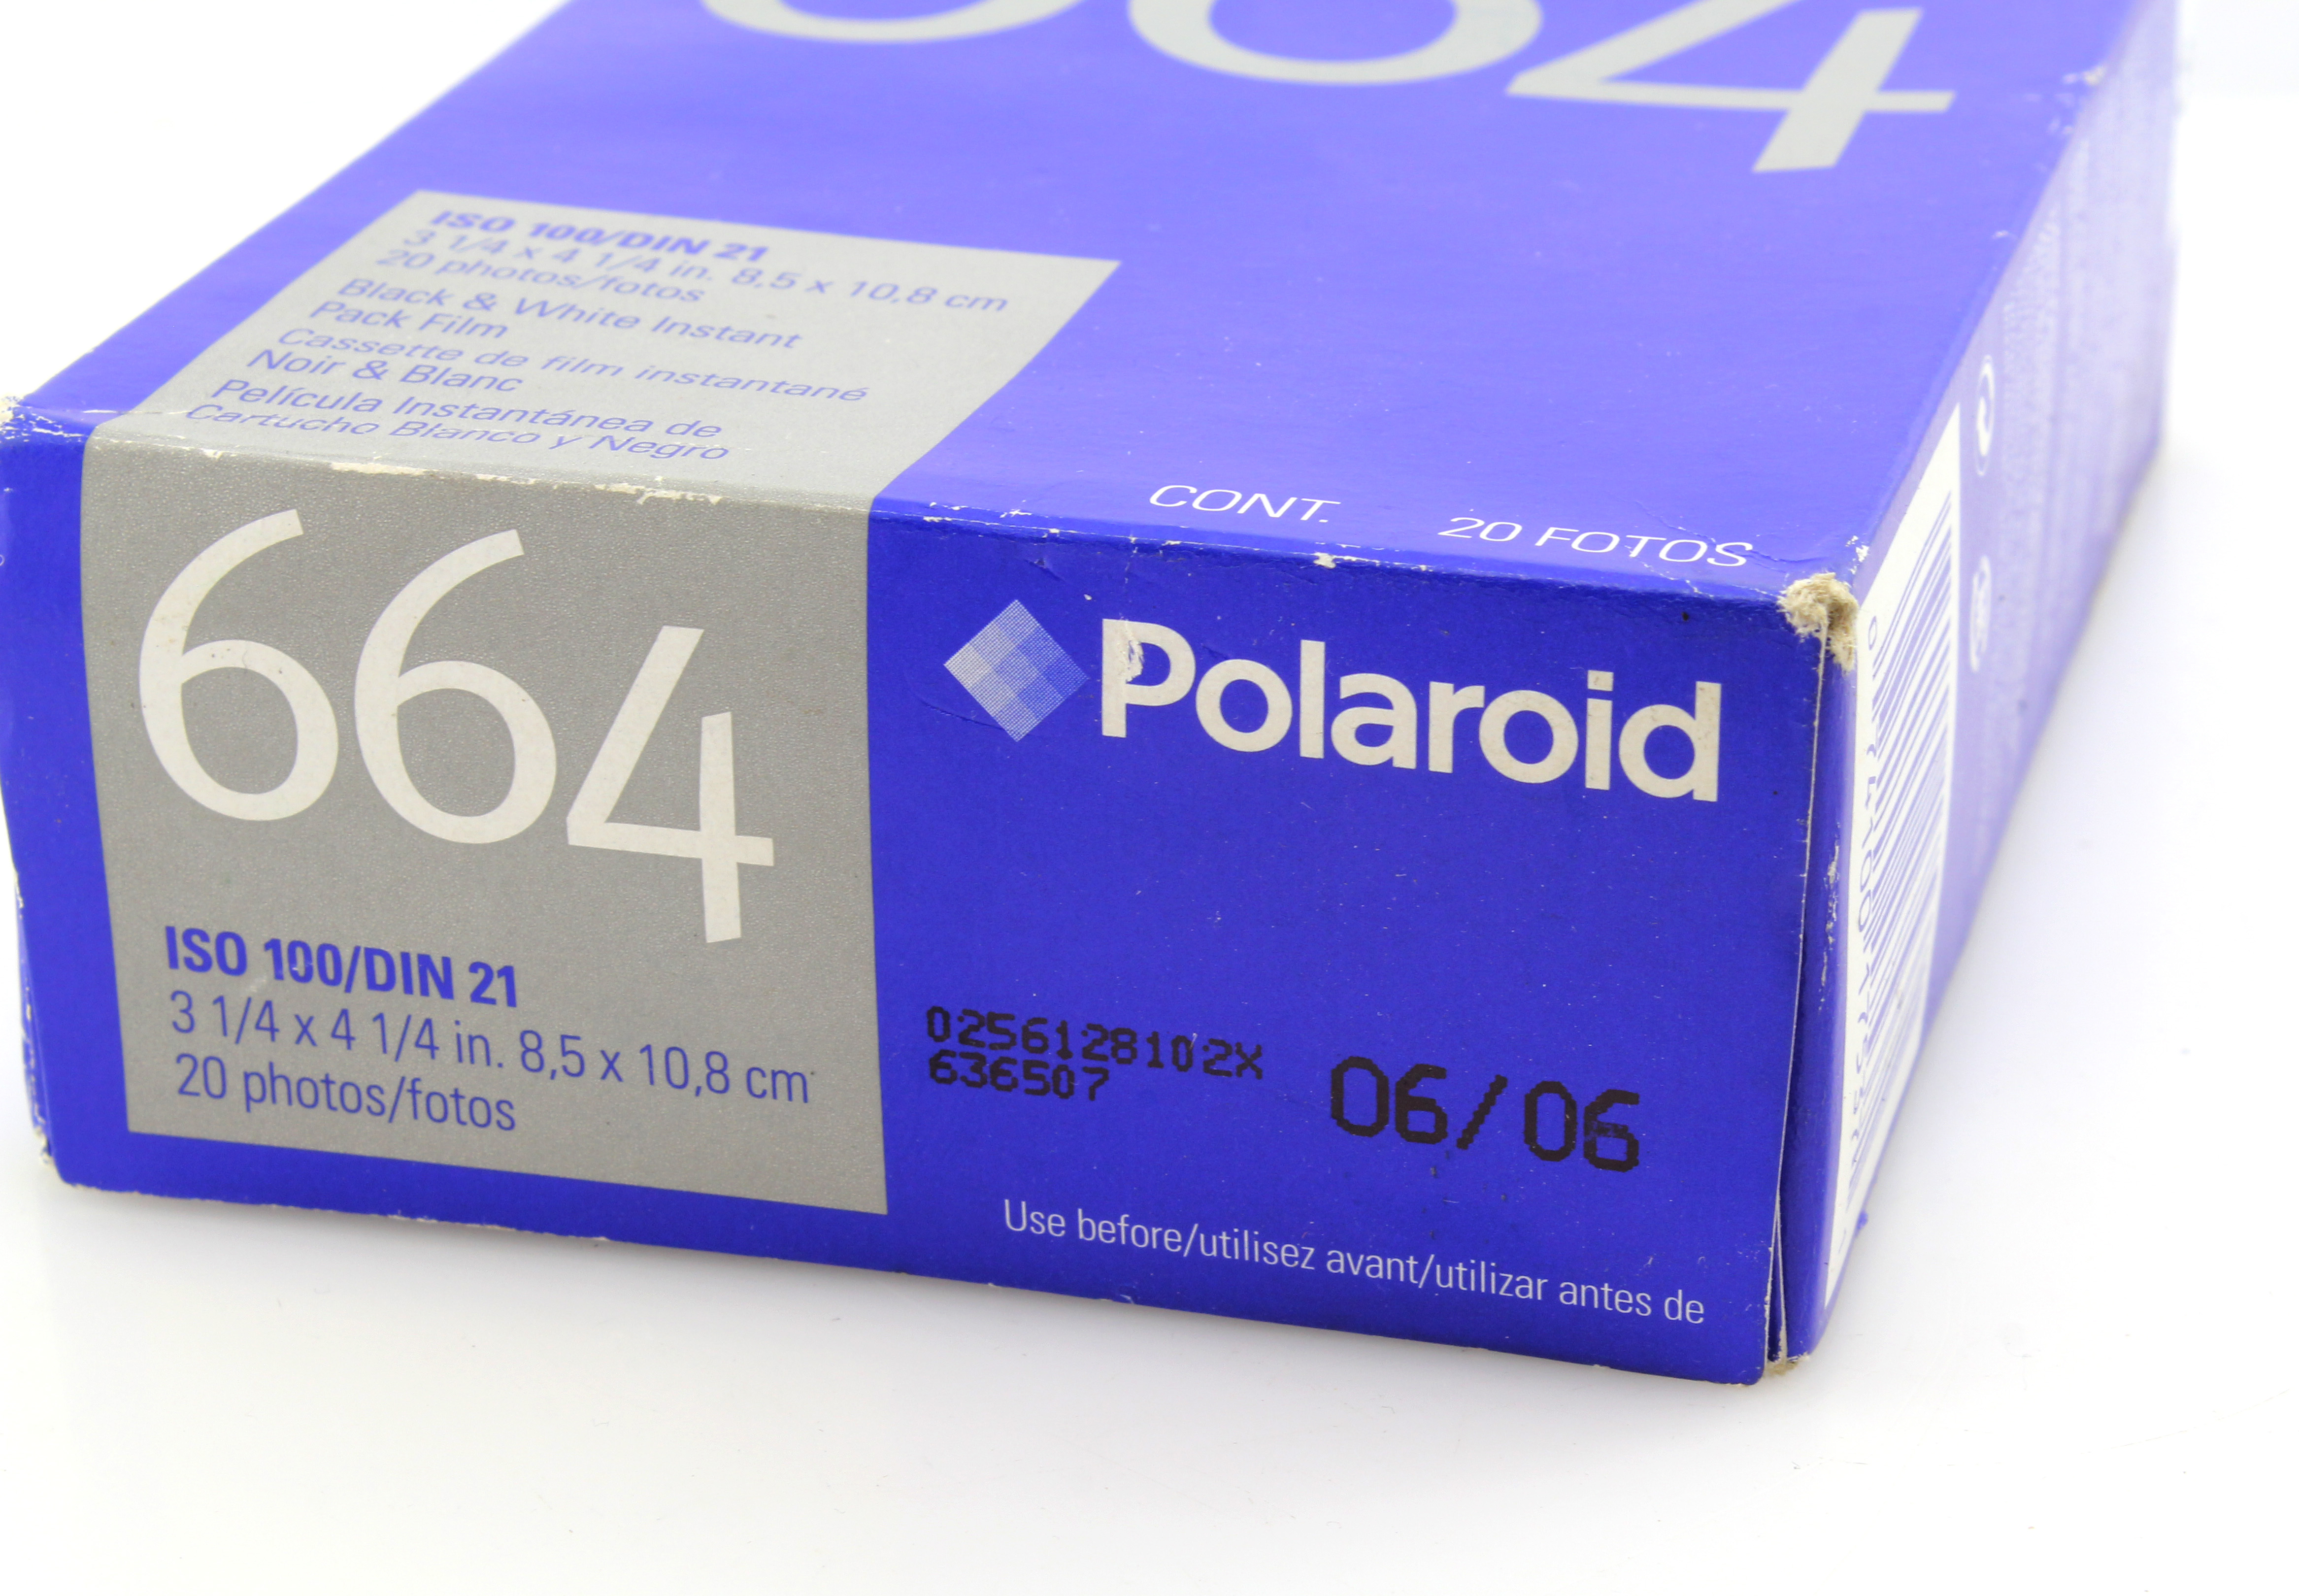 664
ISO 100/DIN 21
3 1/4 x 4 1/4 in. 8,5 x 10,8 cm
20 photos/fotos
Black & White Instant
Pack Film
Cassette de film instantané
Noir & Blanc
Película Instantánea de
Cartucho Blanco y Negro
CONT. 20 FOTOS
664
ISO 100/DIN 21
3 1/4 x 4 1/4 in. 8,5 x 10,8 cm
20 photos/fotos
Polaroid
0256128102X
636507
06/06
Use before/utilisez avant/utilizar antes de